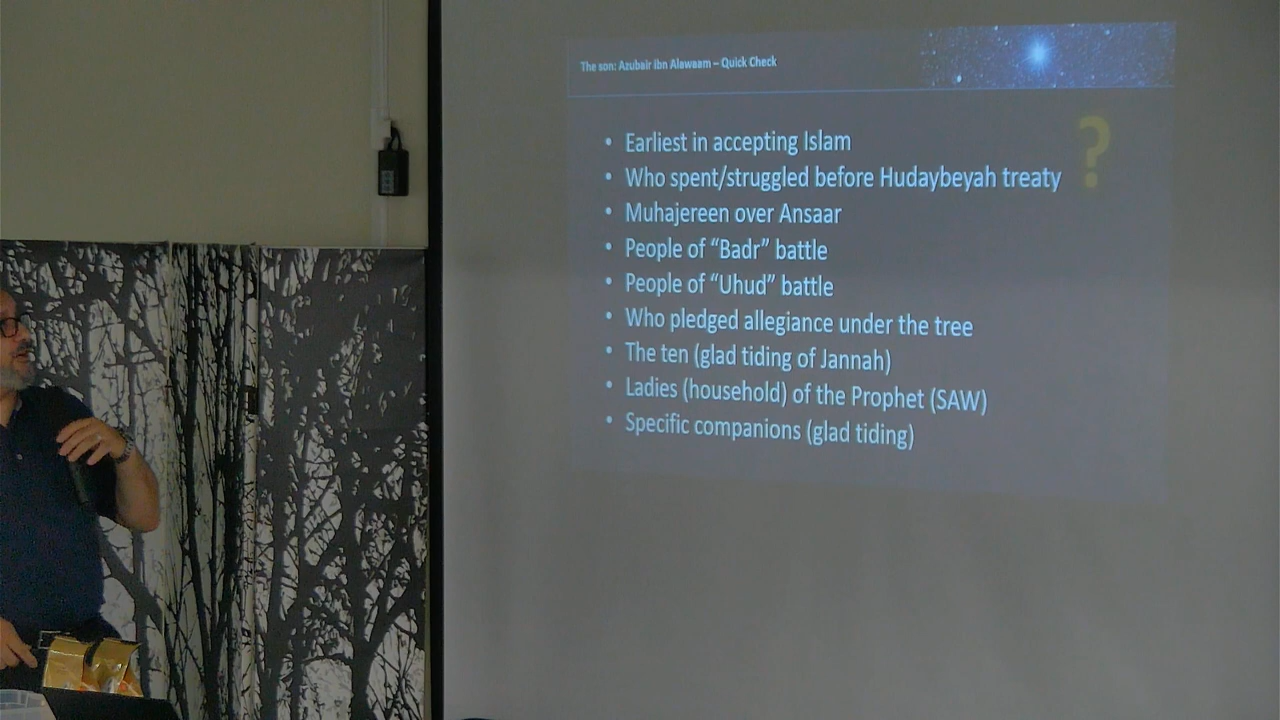 The son: Azubair Ibn Alawaam – Quick Check
?
• Earliest in accepting Islam
• Who spent/struggled before Hudaybeyah treaty
• Muhajereen over Ansaar
• People of “Badr” battle
• People of “Uhud” battle
• Who pledged allegiance under the tree
• The ten (glad tiding of Jannah)
• Ladies (household) of the Prophet (SAW)
• Specific companions (glad tiding)